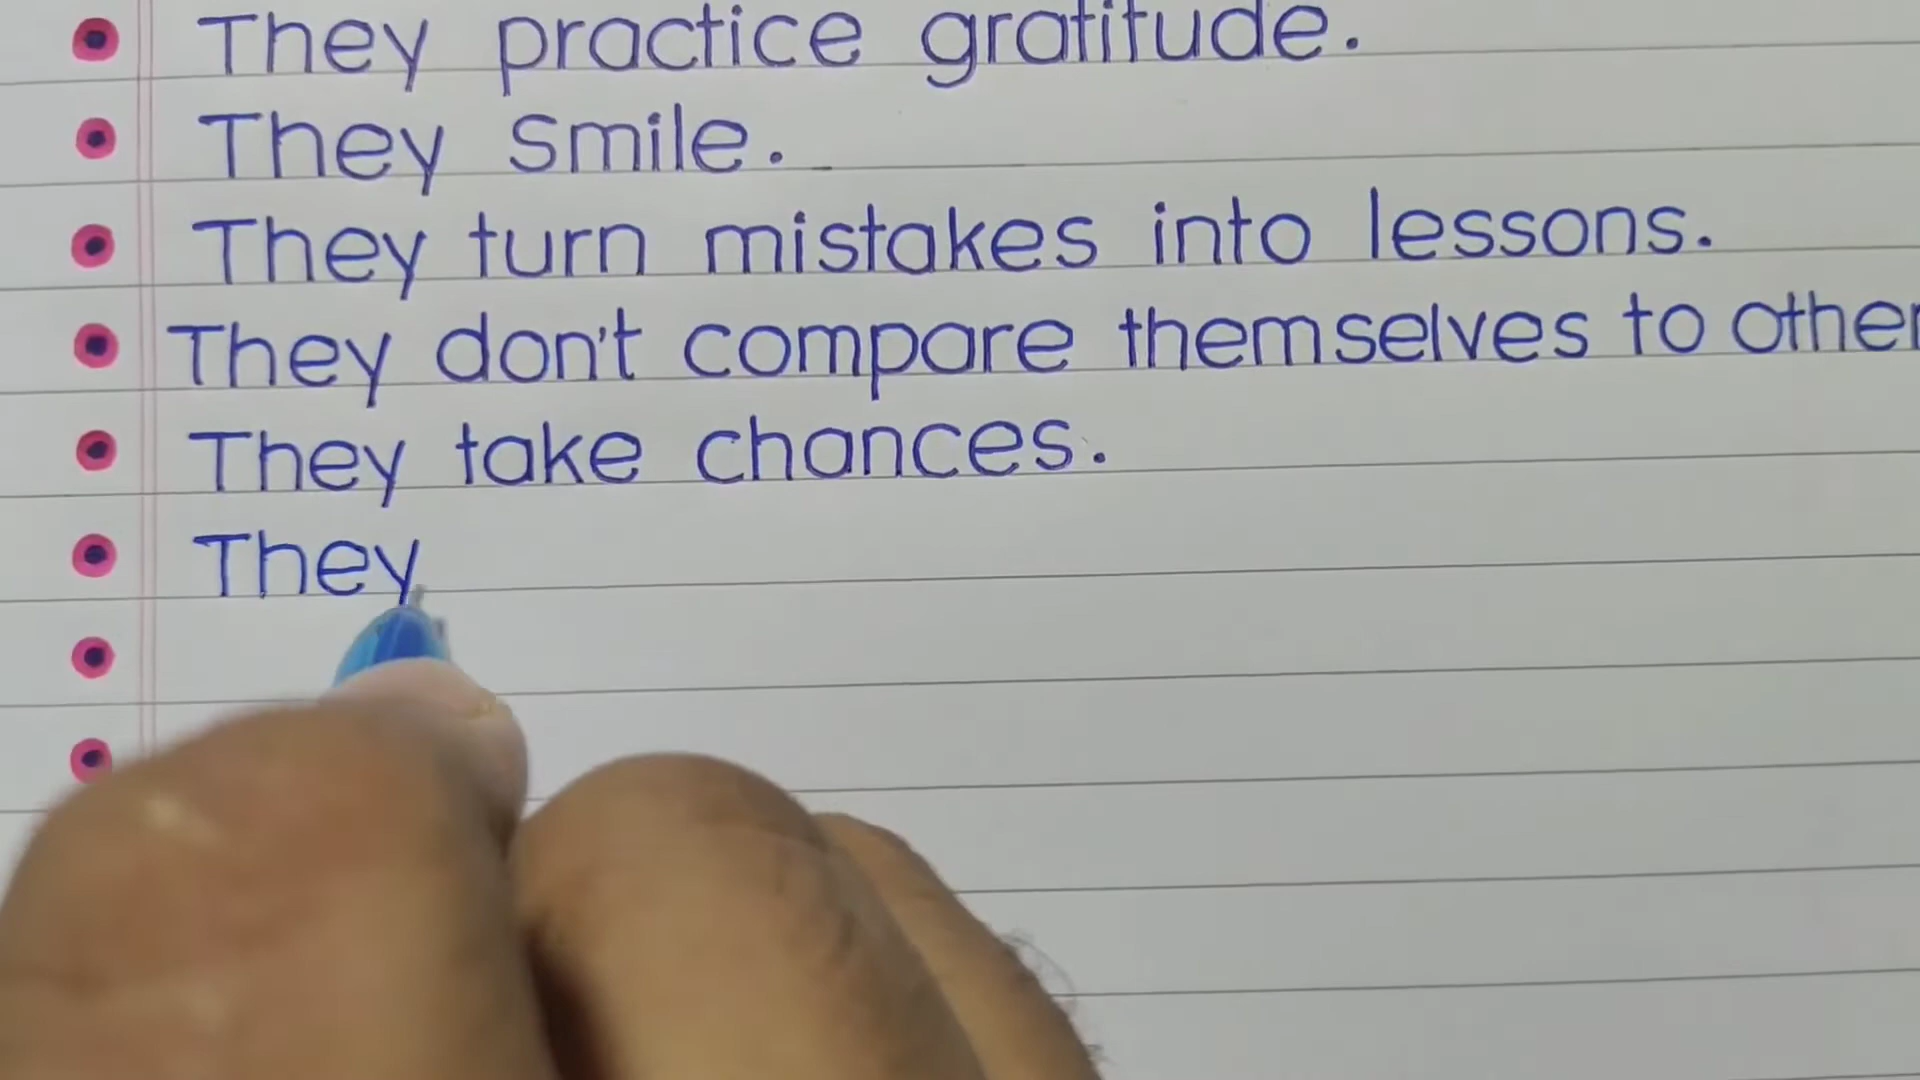 They practice gratitude.
They smile.
They turn mistakes into lessons.
They don't compare themselves to other
They take chances.
They